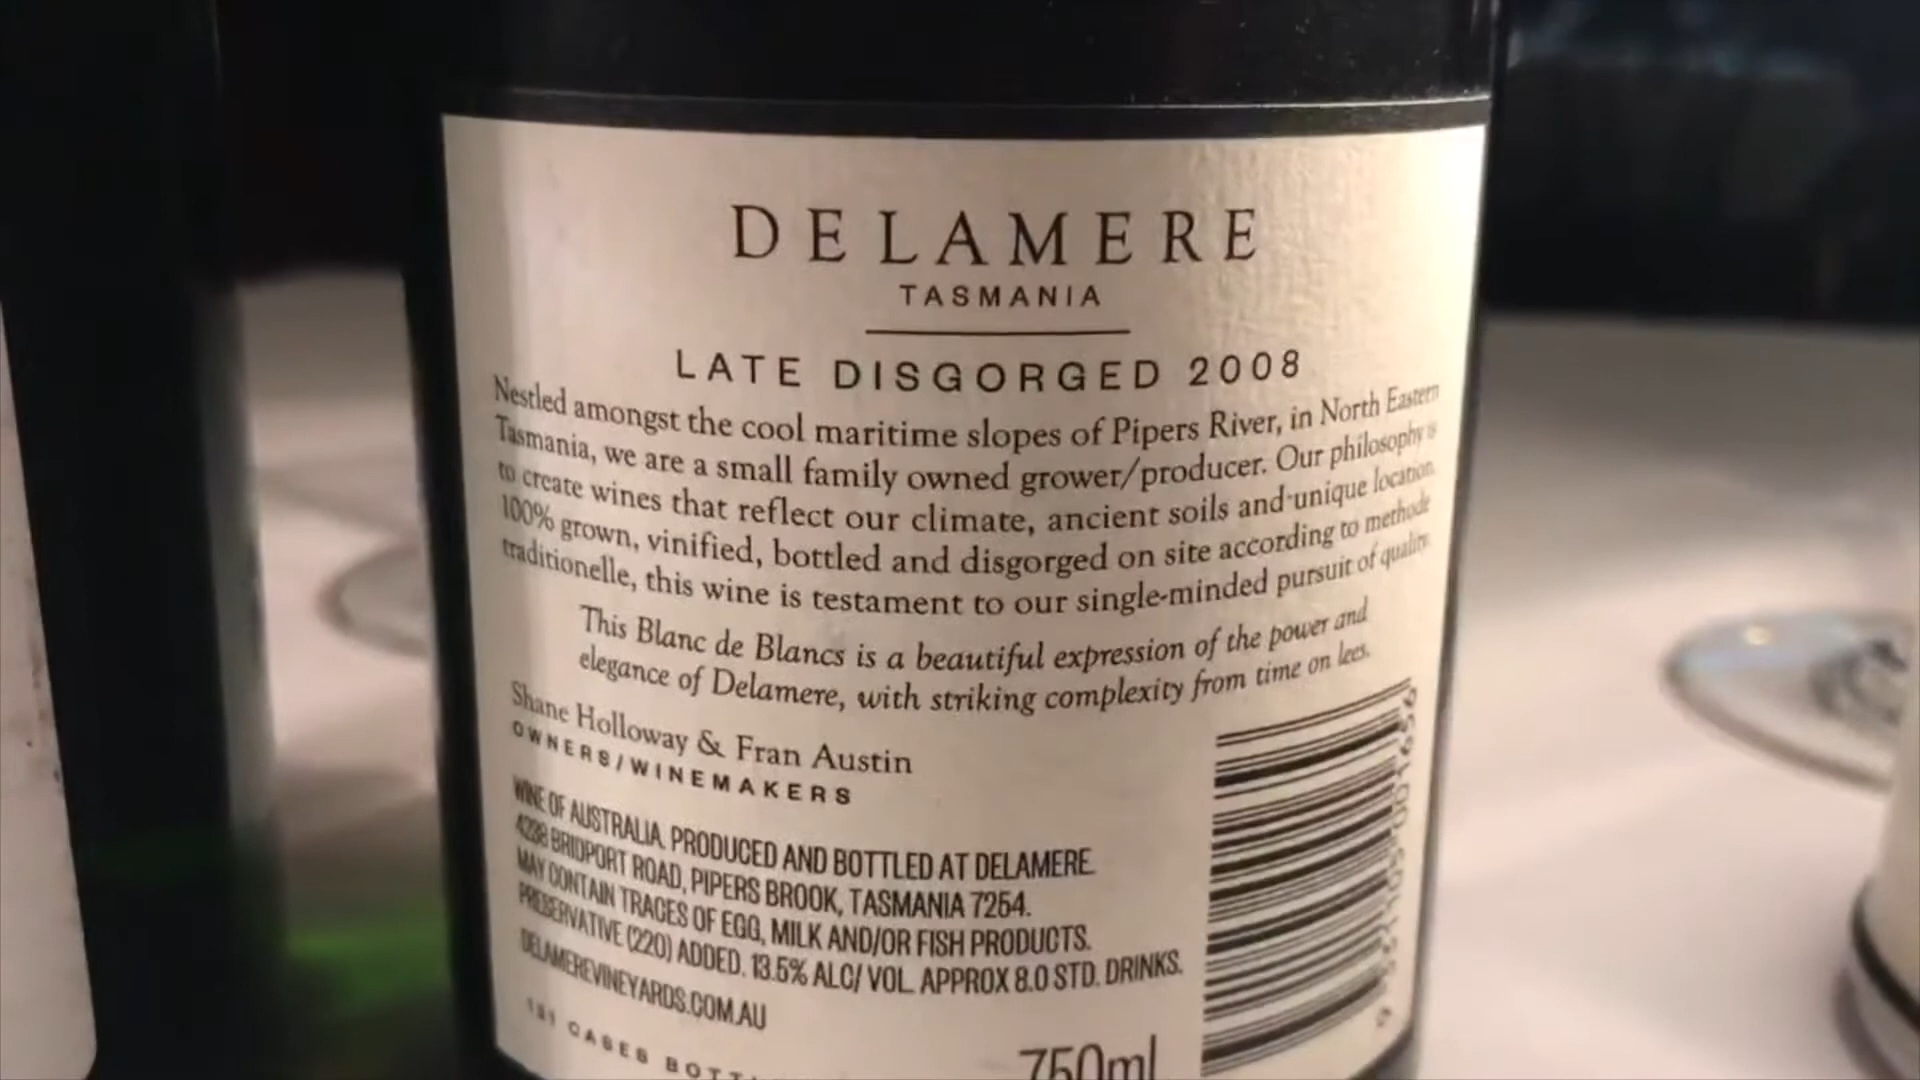 DELAMERE
TASMANIA
LATE DISGORGED 2008
Nestled amongst the cool maritime slopes of Pipers River, in North Eastern
Tasmania, we are a small family owned grower/producer. Our philosophy is
to create wines that reflect our climate, ancient soils and unique location.
100% grown, vinified, bottled and disgorged on site according to methode
traditionelle, this wine is testament to our single-minded pursuit of quality.
This Blanc de Blancs is a beautiful expression of the power and
elegance of Delamere, with striking complexity from time on lees.
Shane Holloway & Fran Austin
OWNERS/WINEMAKERS
WINE OF AUSTRALIA. PRODUCED AND BOTTLED AT DELAMERE.
4238 BRIDPORT ROAD, PIPERS BROOK, TASMANIA 7254.
MAY CONTAIN TRACES OF EGG, MILK AND/OR FISH PRODUCTS.
PRESERVATIVE (220) ADDED. 13.5% ALC/VOL. APPROX 8.0 STD. DRINKS.
DELAMEREVINEYARDS.COM.AU
CASES
750ml